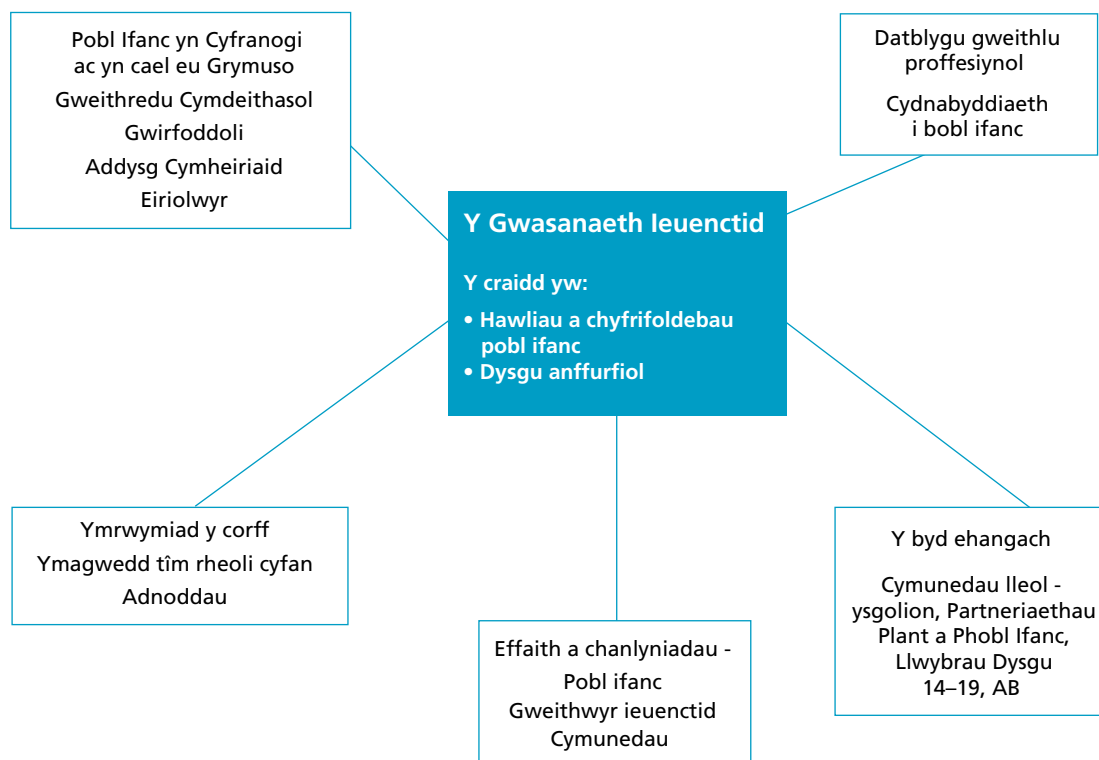 Pobl Ifanc yn Cyfranogi
ac yn cael eu Grymuso
Gweithredu Cymdeithasol
Gwirfoddoli
Addysg Cymheiriaid
Eiriolwyr
Datblygu gweithlu
proffesiynol
Cydnabyddiaeth
i bobl ifanc
Y Gwasanaeth Ieuenctid
Y craidd yw:
• Hawliau a chyfrifoldebau
pobl ifanc
• Dysgu anffurfiol
Ymrwymiad y corff
Ymagwedd tîm rheoli cyfan
Adnoddau
Effaith a chanlyniadau -
Pobl ifanc
Gweithwyr ieuenctid
Cymunedau
Y byd ehangach
Cymunedau lleol -
ysgolion, Partneriaethau
Plant a Phobl Ifanc,
Llwybrau Dysgu
14–19, AB